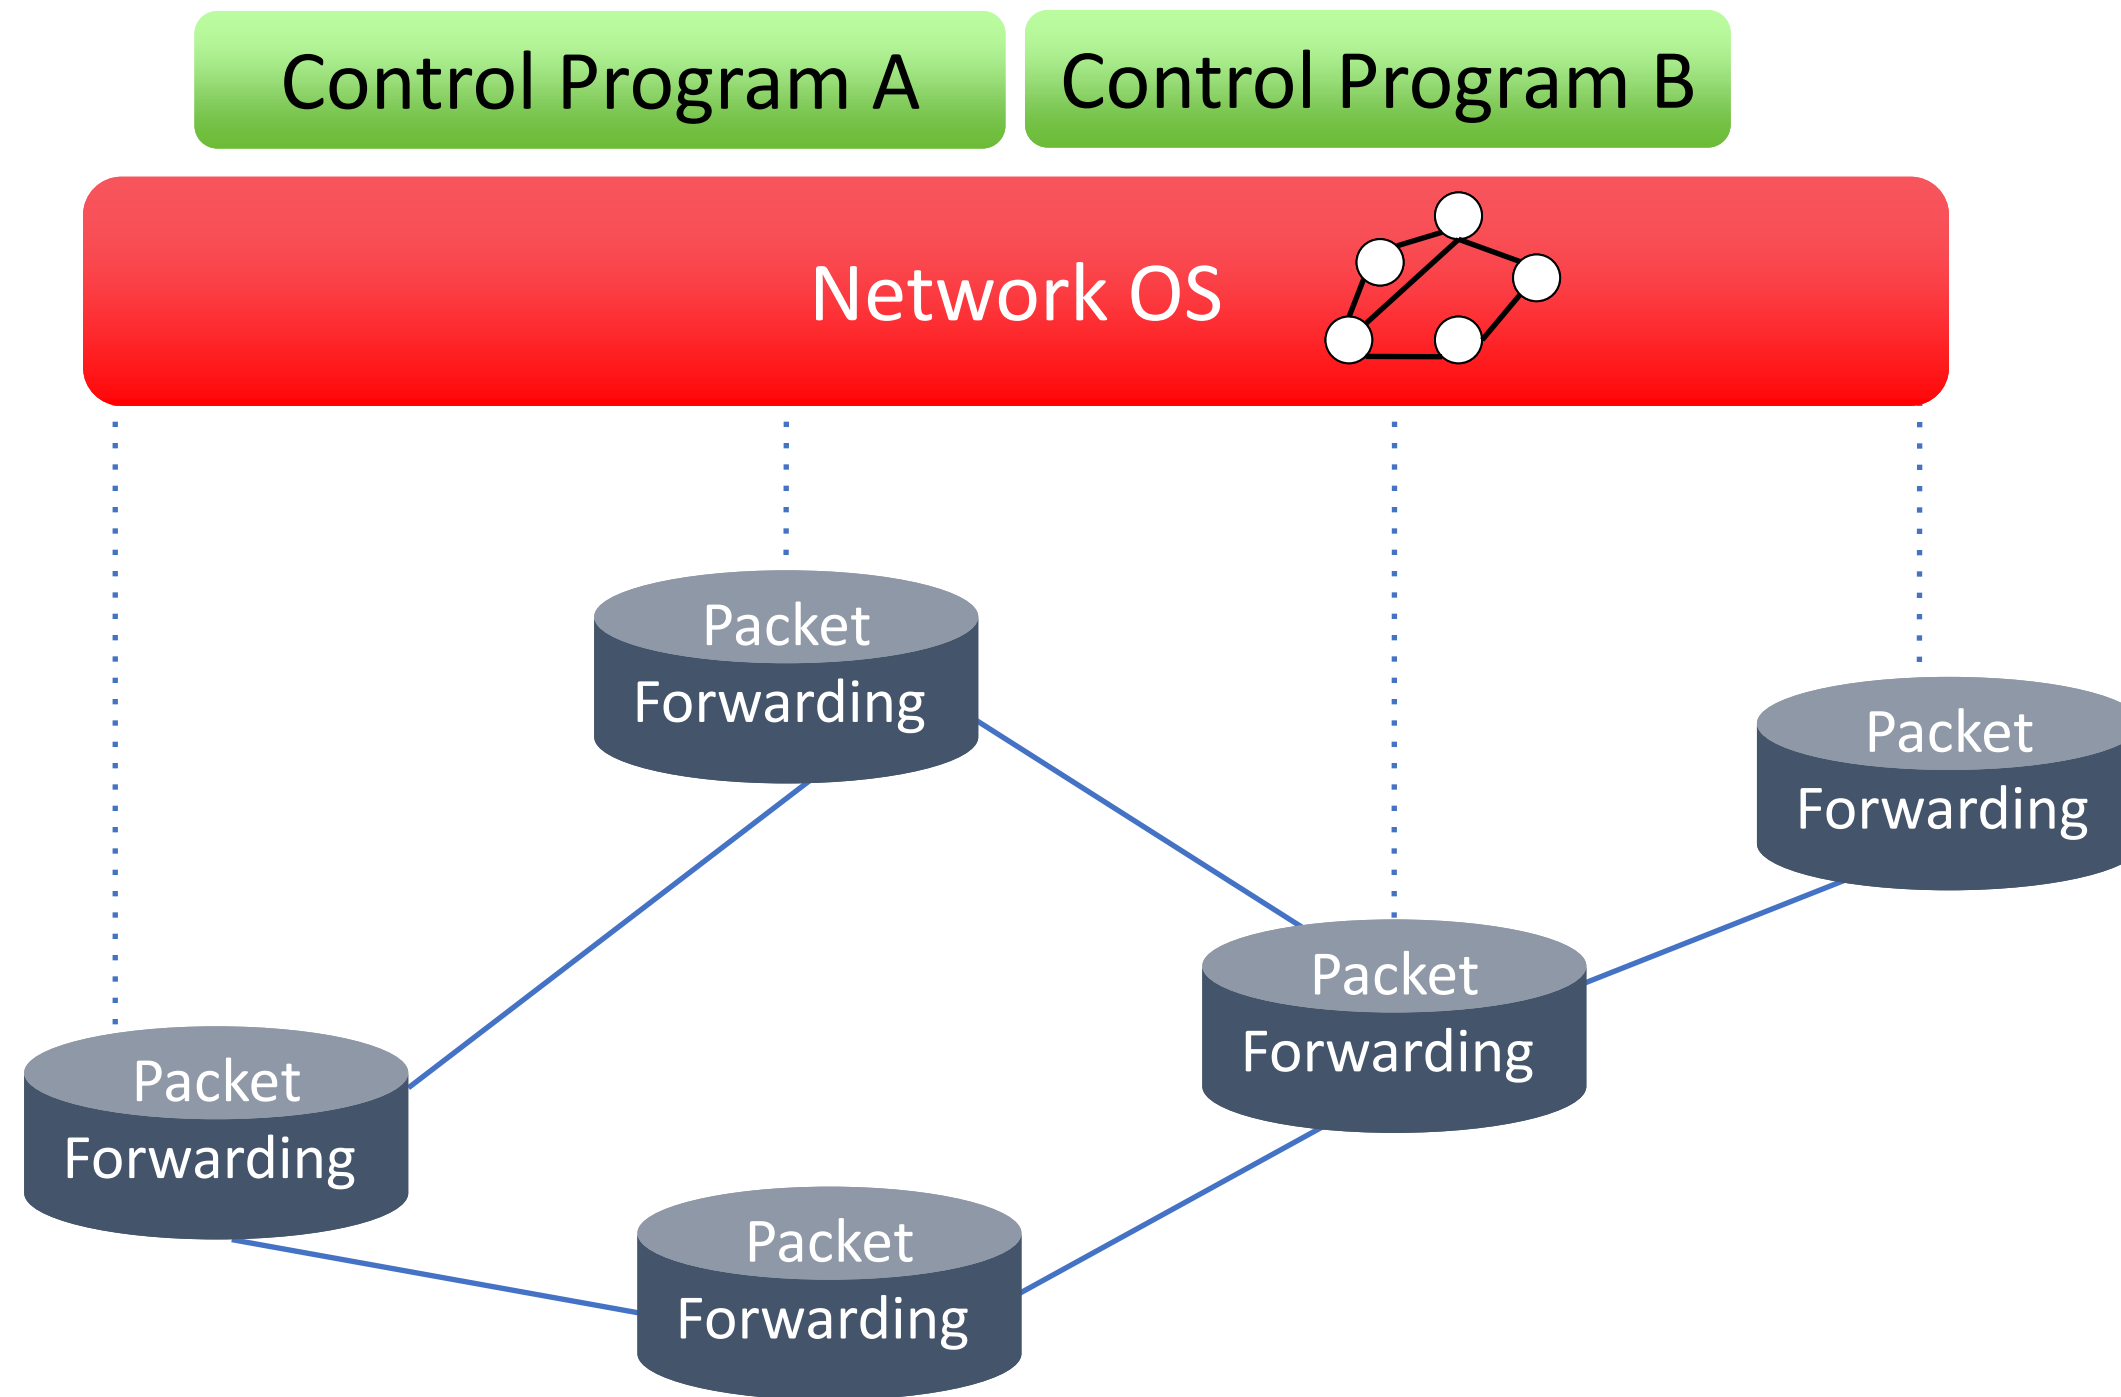 Control Program A
Control Program B
Network OS
Packet
Forwarding
Packet
Forwarding
Packet
Forwarding
Packet
Forwarding
Packet
Forwarding